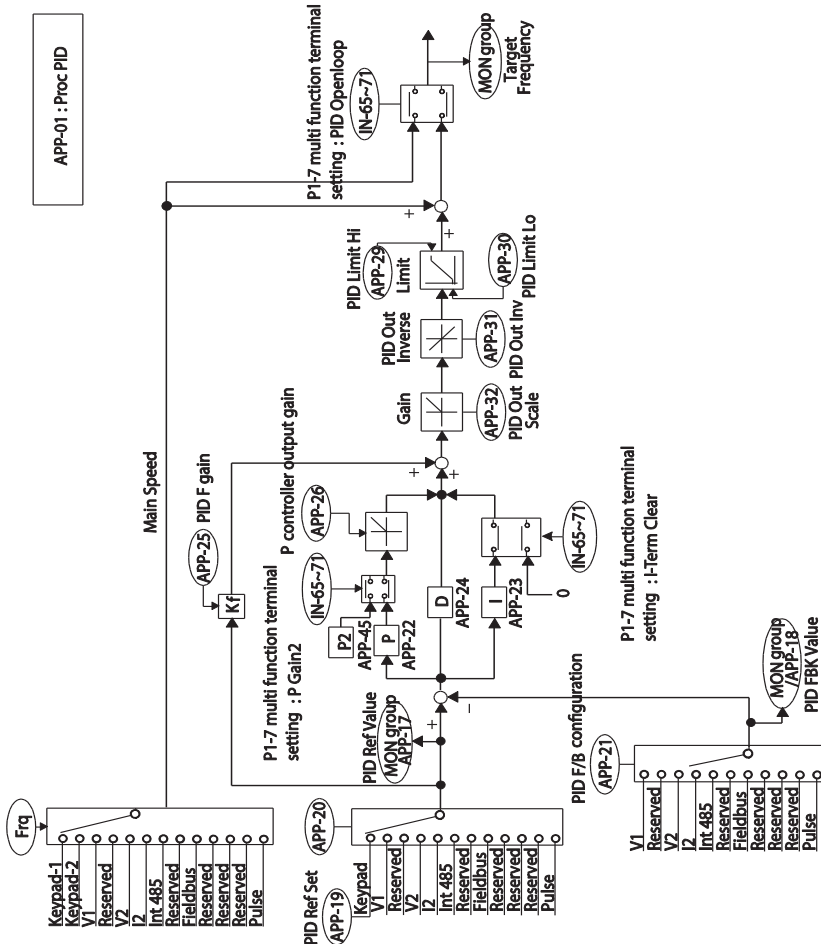 APP-01 : Proc PID
Frq
Keypad-1
Keypad-2
V1
Reserved
V2
I2
Int 485
Reserved
Fieldbus
Reserved
Reserved
Reserved
Pulse
Main Speed
APP-25
PID F gain
Kf
P1-7 multi function terminal
setting : PID Openloop
IN-65~71
MON group
Target
Frequency
PID Ref Set
APP-19
APP-20
Keypad
V1
Reserved
V2
I2
Int 485
Reserved
Fieldbus
Reserved
Reserved
Reserved
Pulse
PID Ref Value
MON group
APP-17
+
−
P1-7 multi function terminal
setting : P Gain2
IN-65~71
P2
APP-45
P
APP-22
P controller output gain
APP-26
D
APP-24
I
APP-23
0
IN-65~71
P1-7 multi function terminal
setting : I-Term Clear
+
+
Gain
APP-32
PID Out
Scale
PID Out
Inverse
APP-31
PID Out Inv
PID Limit Hi
APP-29
Limit
APP-30
PID Limit Lo
+
+
PID F/B configuration
APP-21
V1
Reserved
V2
I2
Int 485
Reserved
Fieldbus
Reserved
Reserved
Reserved
Pulse
MON group
/APP-18
PID FBK Value